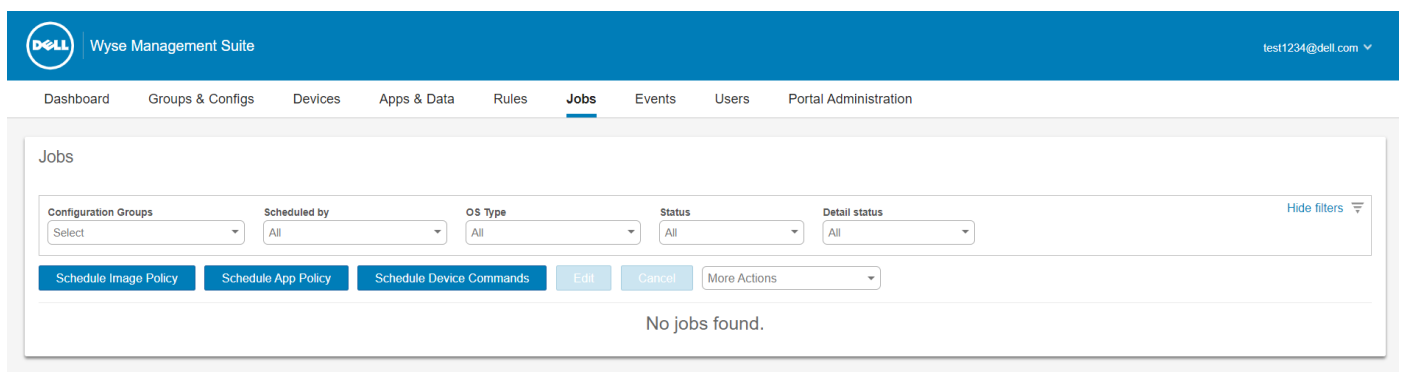 DELL Wyse Management Suite test1234@dell.com
Dashboard Groups & Configs Devices Apps & Data Rules Jobs Events Users Portal Administration
Jobs
Configuration Groups Scheduled by OS Type Status Detail status Hide filters
Select All All All All
Schedule Image Policy Schedule App Policy Schedule Device Commands Edit Cancel More Actions
No jobs found.